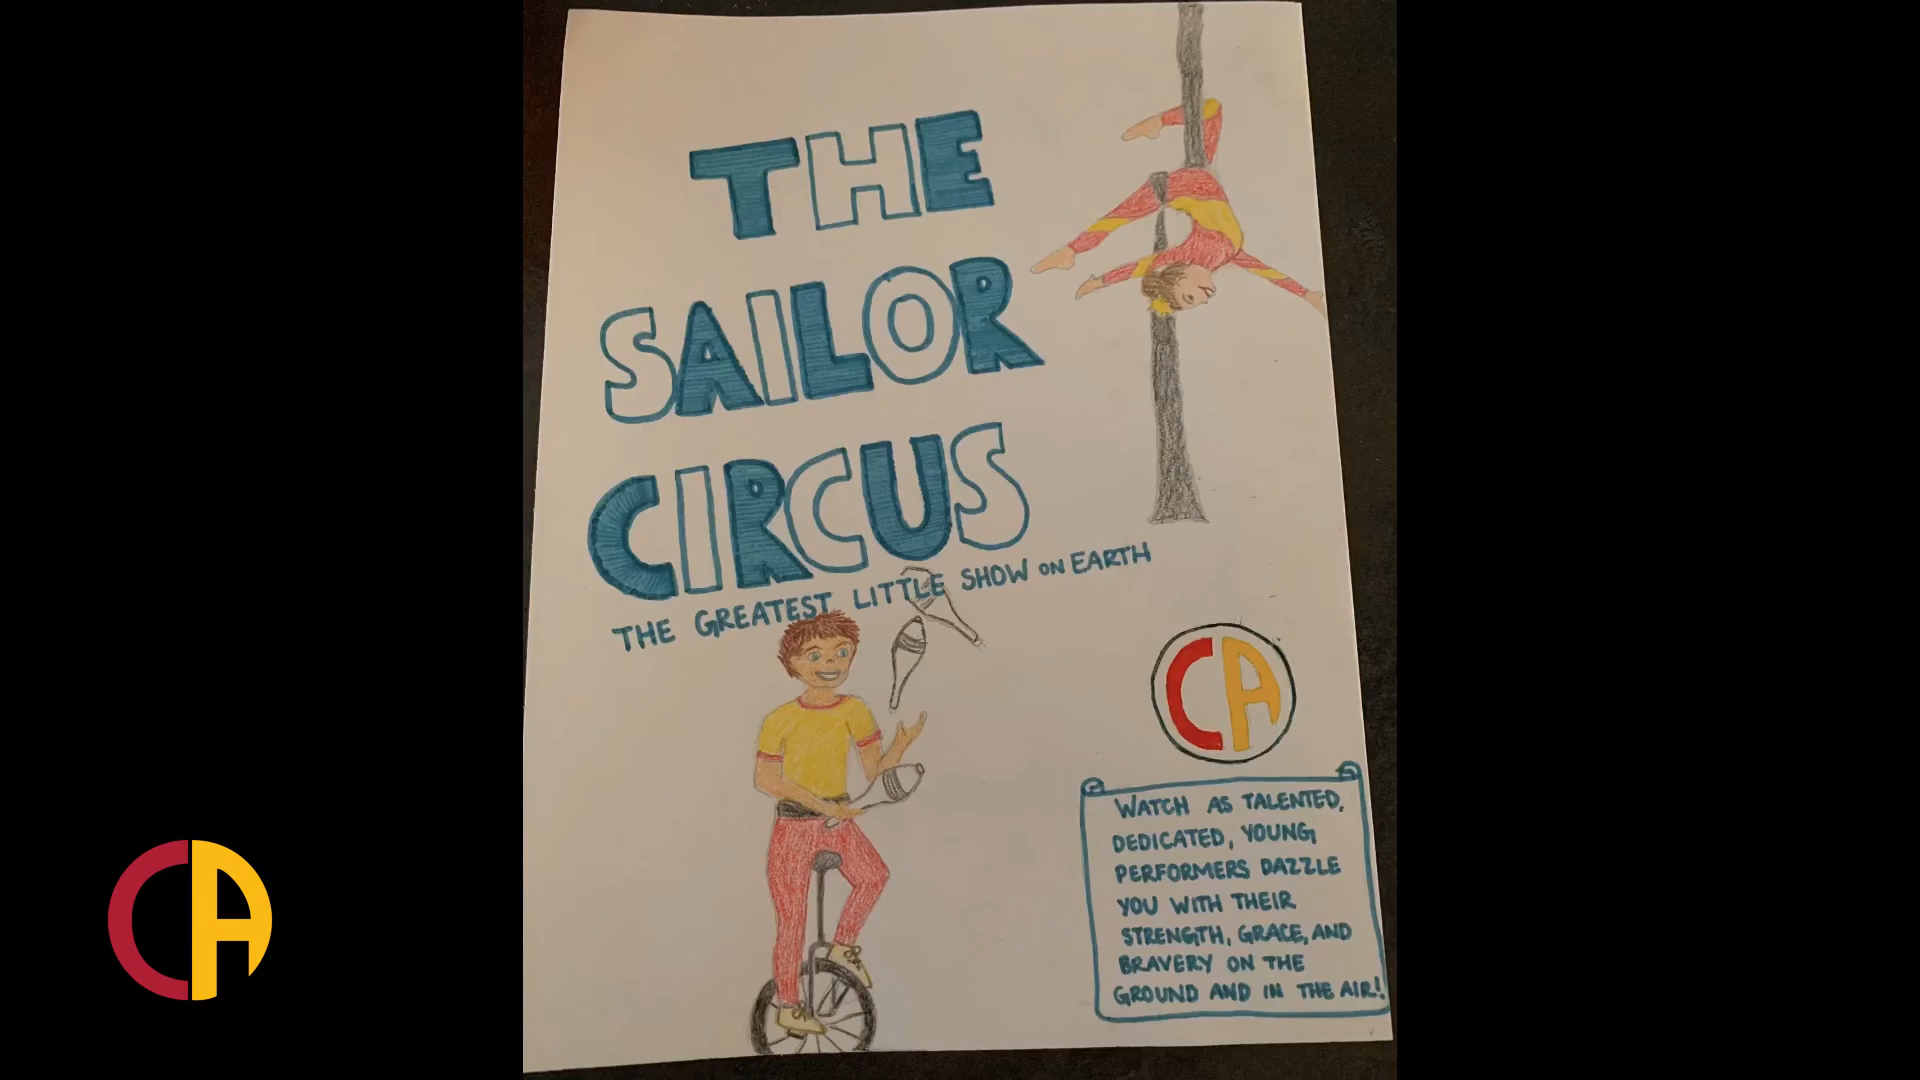 THE
SAILOR
CIRCUS
THE GREATEST LITTLE SHOW ON EARTH
CA
WATCH AS TALENTED,
DEDICATED, YOUNG
PERFORMERS DAZZLE
YOU WITH THEIR
STRENGTH, GRACE, AND
BRAVERY ON THE
GROUND AND IN THE AIR!
CA